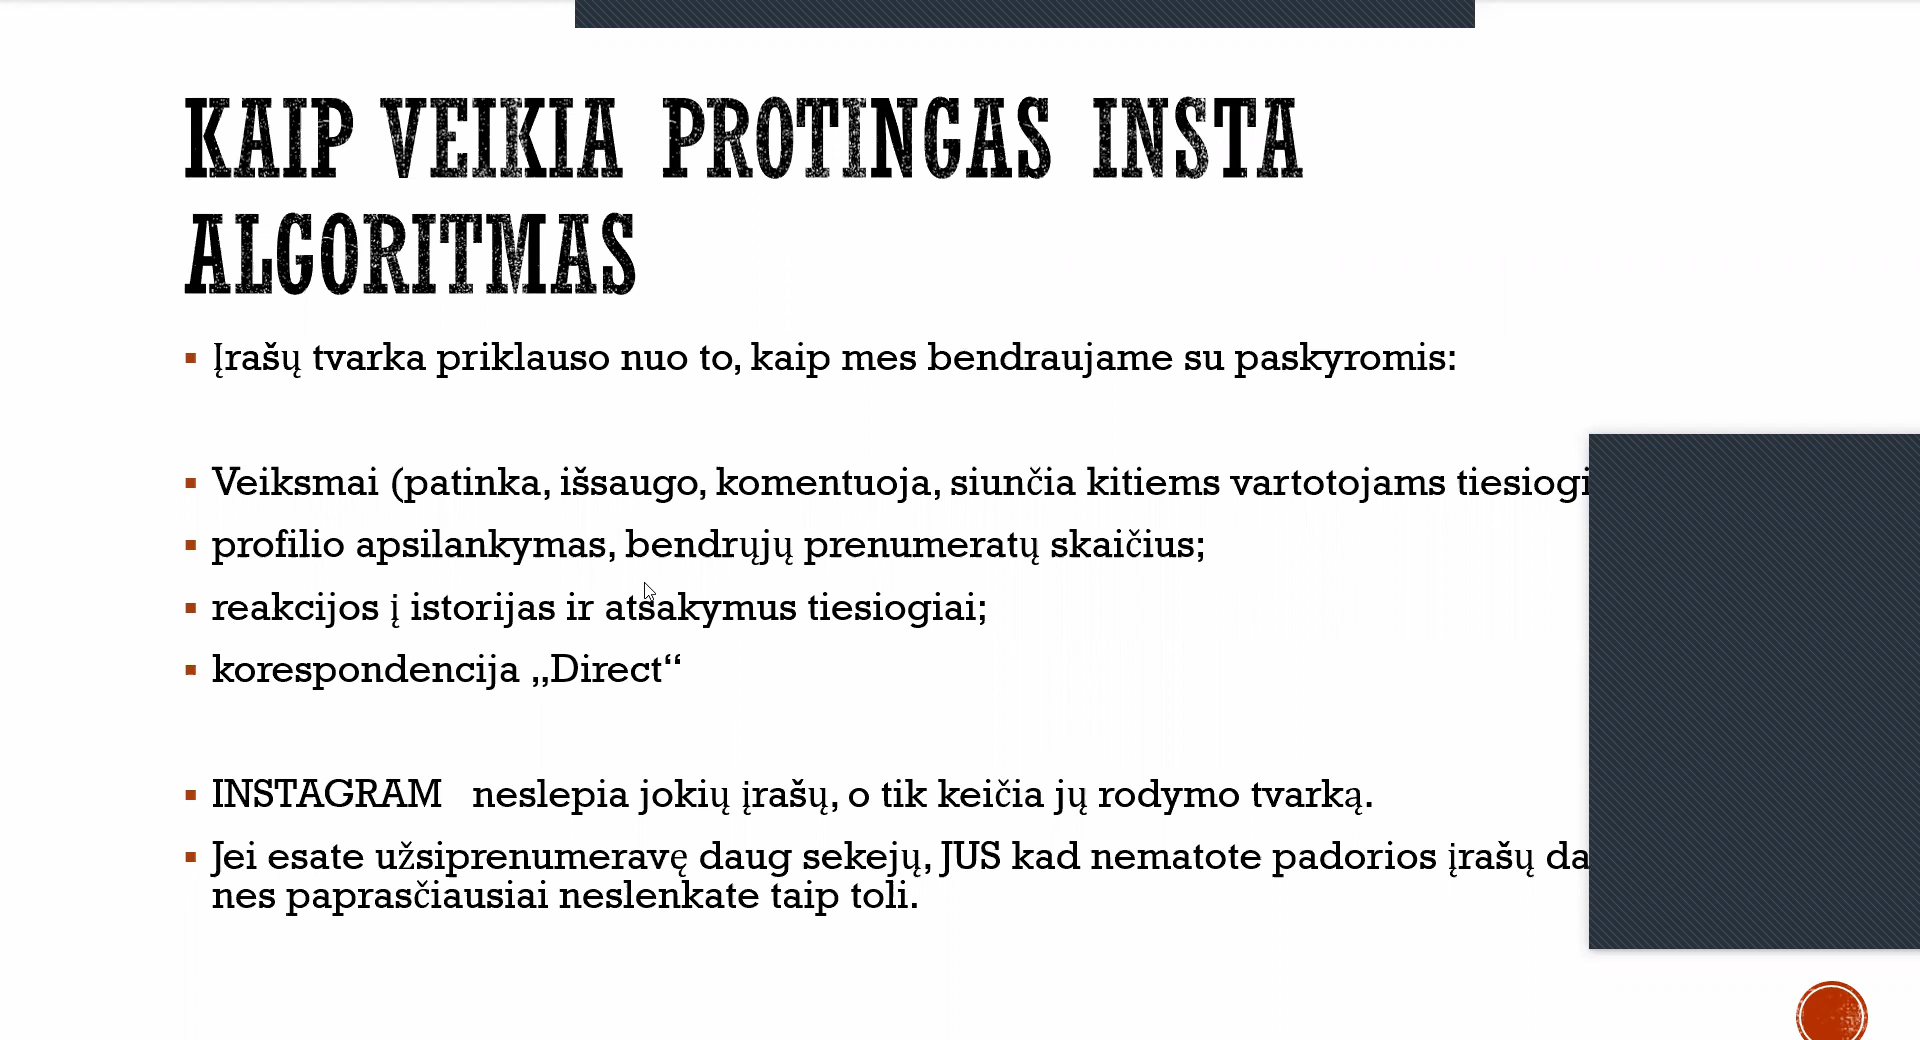 KAIP VEIKIA PROTINGAS INSTA
ALGORITMAS
Įrašų tvarka priklauso nuo to, kaip mes bendraujame su paskyromis:
Veiksmai (patinka, išsaugo, komentuoja, siunčia kitiems vartotojams
profilio apsilankymas, bendrųjų prenumeratų skaičius;
reakcijos į istorijas ir atsakymus tiesiogiai;
korespondencija „Direct“
INSTAGRAM neslepia jokių įrašų, o tik keičia jų rodymo tvarką.
Jei esate užsiprenumeravę daug sekejų, JUS kad nematote padorios įrašų
nes paprasčiausiai neslenkate taip toli.